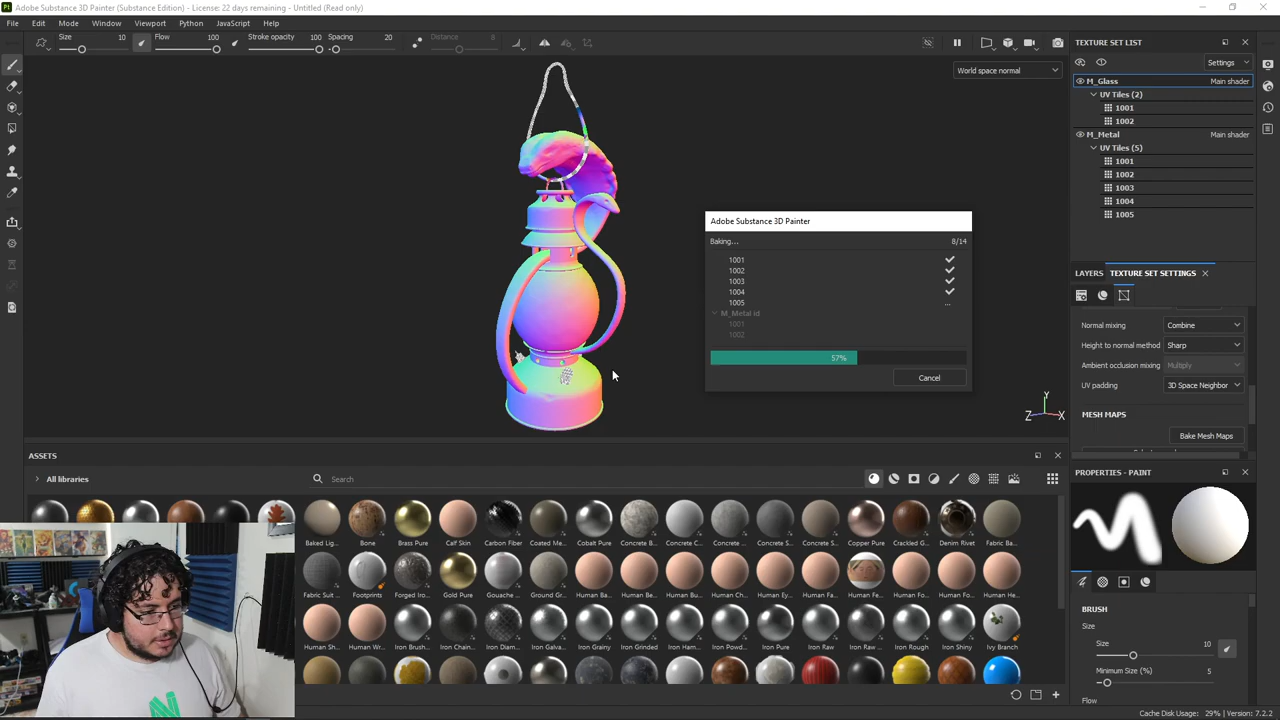 Adobe Substance 3D Painter (Substance Edition) - License: 22 days remaining - Untitled (Read only)
File Edit Mode Window Viewport Python JavaScript Help
Size 10 Flow 100 Stroke opacity 100 Spacing 20 Distance 8
World space normal
TEXTURE SET LIST
Settings
M_Glass Main shader
UV Tiles (2)
1001
1002
M_Metal Main shader
UV Tiles (5)
1001
1002
1003
1004
1005
Adobe Substance 3D Painter
Baking... 8/14
1001
1002
1003
1004
1005 ...
M_Metal id
1001
1002
57%
Cancel
LAYERS TEXTURE SET SETTINGS
Normal mixing Combine
Height to normal method Sharp
Ambient occlusion mixing Multiply
UV padding 3D Space Neighbor
MESH MAPS
Bake Mesh Maps
ASSETS
All libraries
Search
Baked Lig... Bone Brass Pure Calf Skin Carbon Fiber Coated Me... Cobalt Pure Concrete B... Concrete C... Concrete ... Concrete S... Concrete S... Copper Pure Cracked G... Denim Rivet Fabric Ba...
Fabric Suit ... Footprints Forged Iro... Gold Pure Gouache ... Ground Gr... Human Ba... Human Be... Human Bu... Human Ch... Human Ey... Human Fa... Human Fe... Human Fo... Human Fo... Human He...
Human Sh... Human Wr... Iron Brush... Iron Chain... Iron Diam... Iron Galva... Iron Grainy Iron Grinded Iron Ham... Iron Powd... Iron Pure Iron Raw Iron Rough Iron Shiny Ivy Branch
PROPERTIES - PAINT
BRUSH
Size
Size 10
Minimum Size (%) 5
Flow
Cache Disk Usage: 29% | Version: 7.2.2